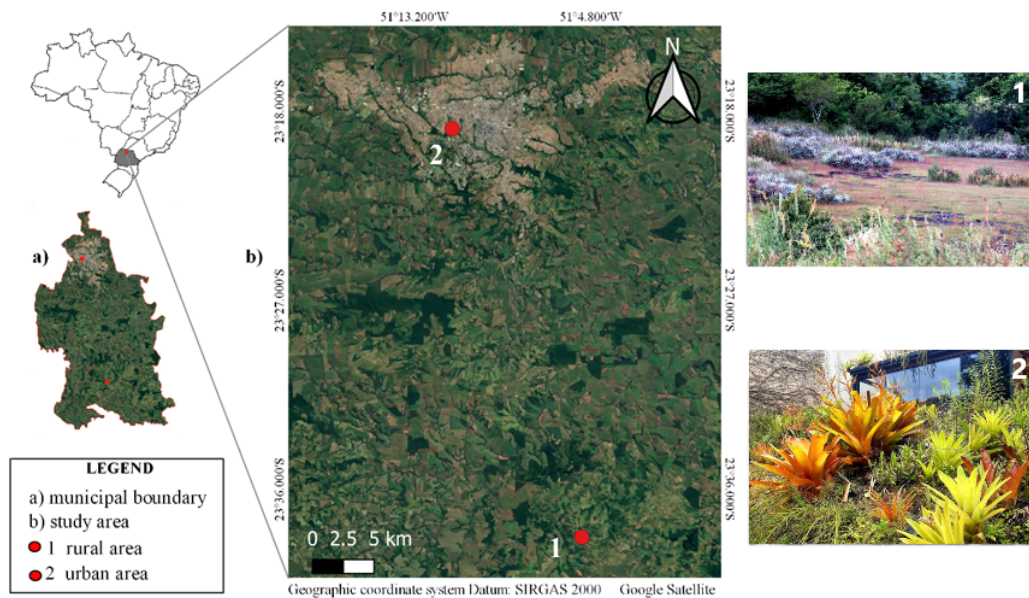 51°13.200'W 51°4.800'W
N
1
23°18.000'S
23°18.000'S
2
a)
b)
23°27.000'S
23°27.000'S
2
LEGEND
a) municipal boundary
b) study area
1 rural area
2 urban area
23°36.000'S
23°36.000'S
0 2.5 5 km
1
Geographic coordinate system Datum: SIRGAS 2000 Google Satellite